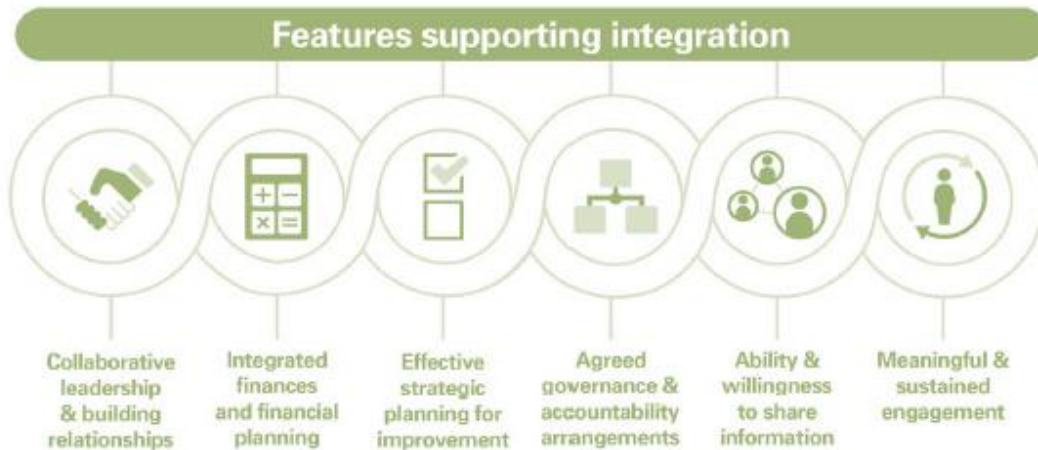 Features supporting integration
Collaborative
leadership
& building
relationships
Integrated
finances
and financial
planning
Effective
strategic
planning for
improvement
Agreed
governance &
accountability
arrangements
Ability &
willingness
to share
information
Meaningful &
sustained
engagement